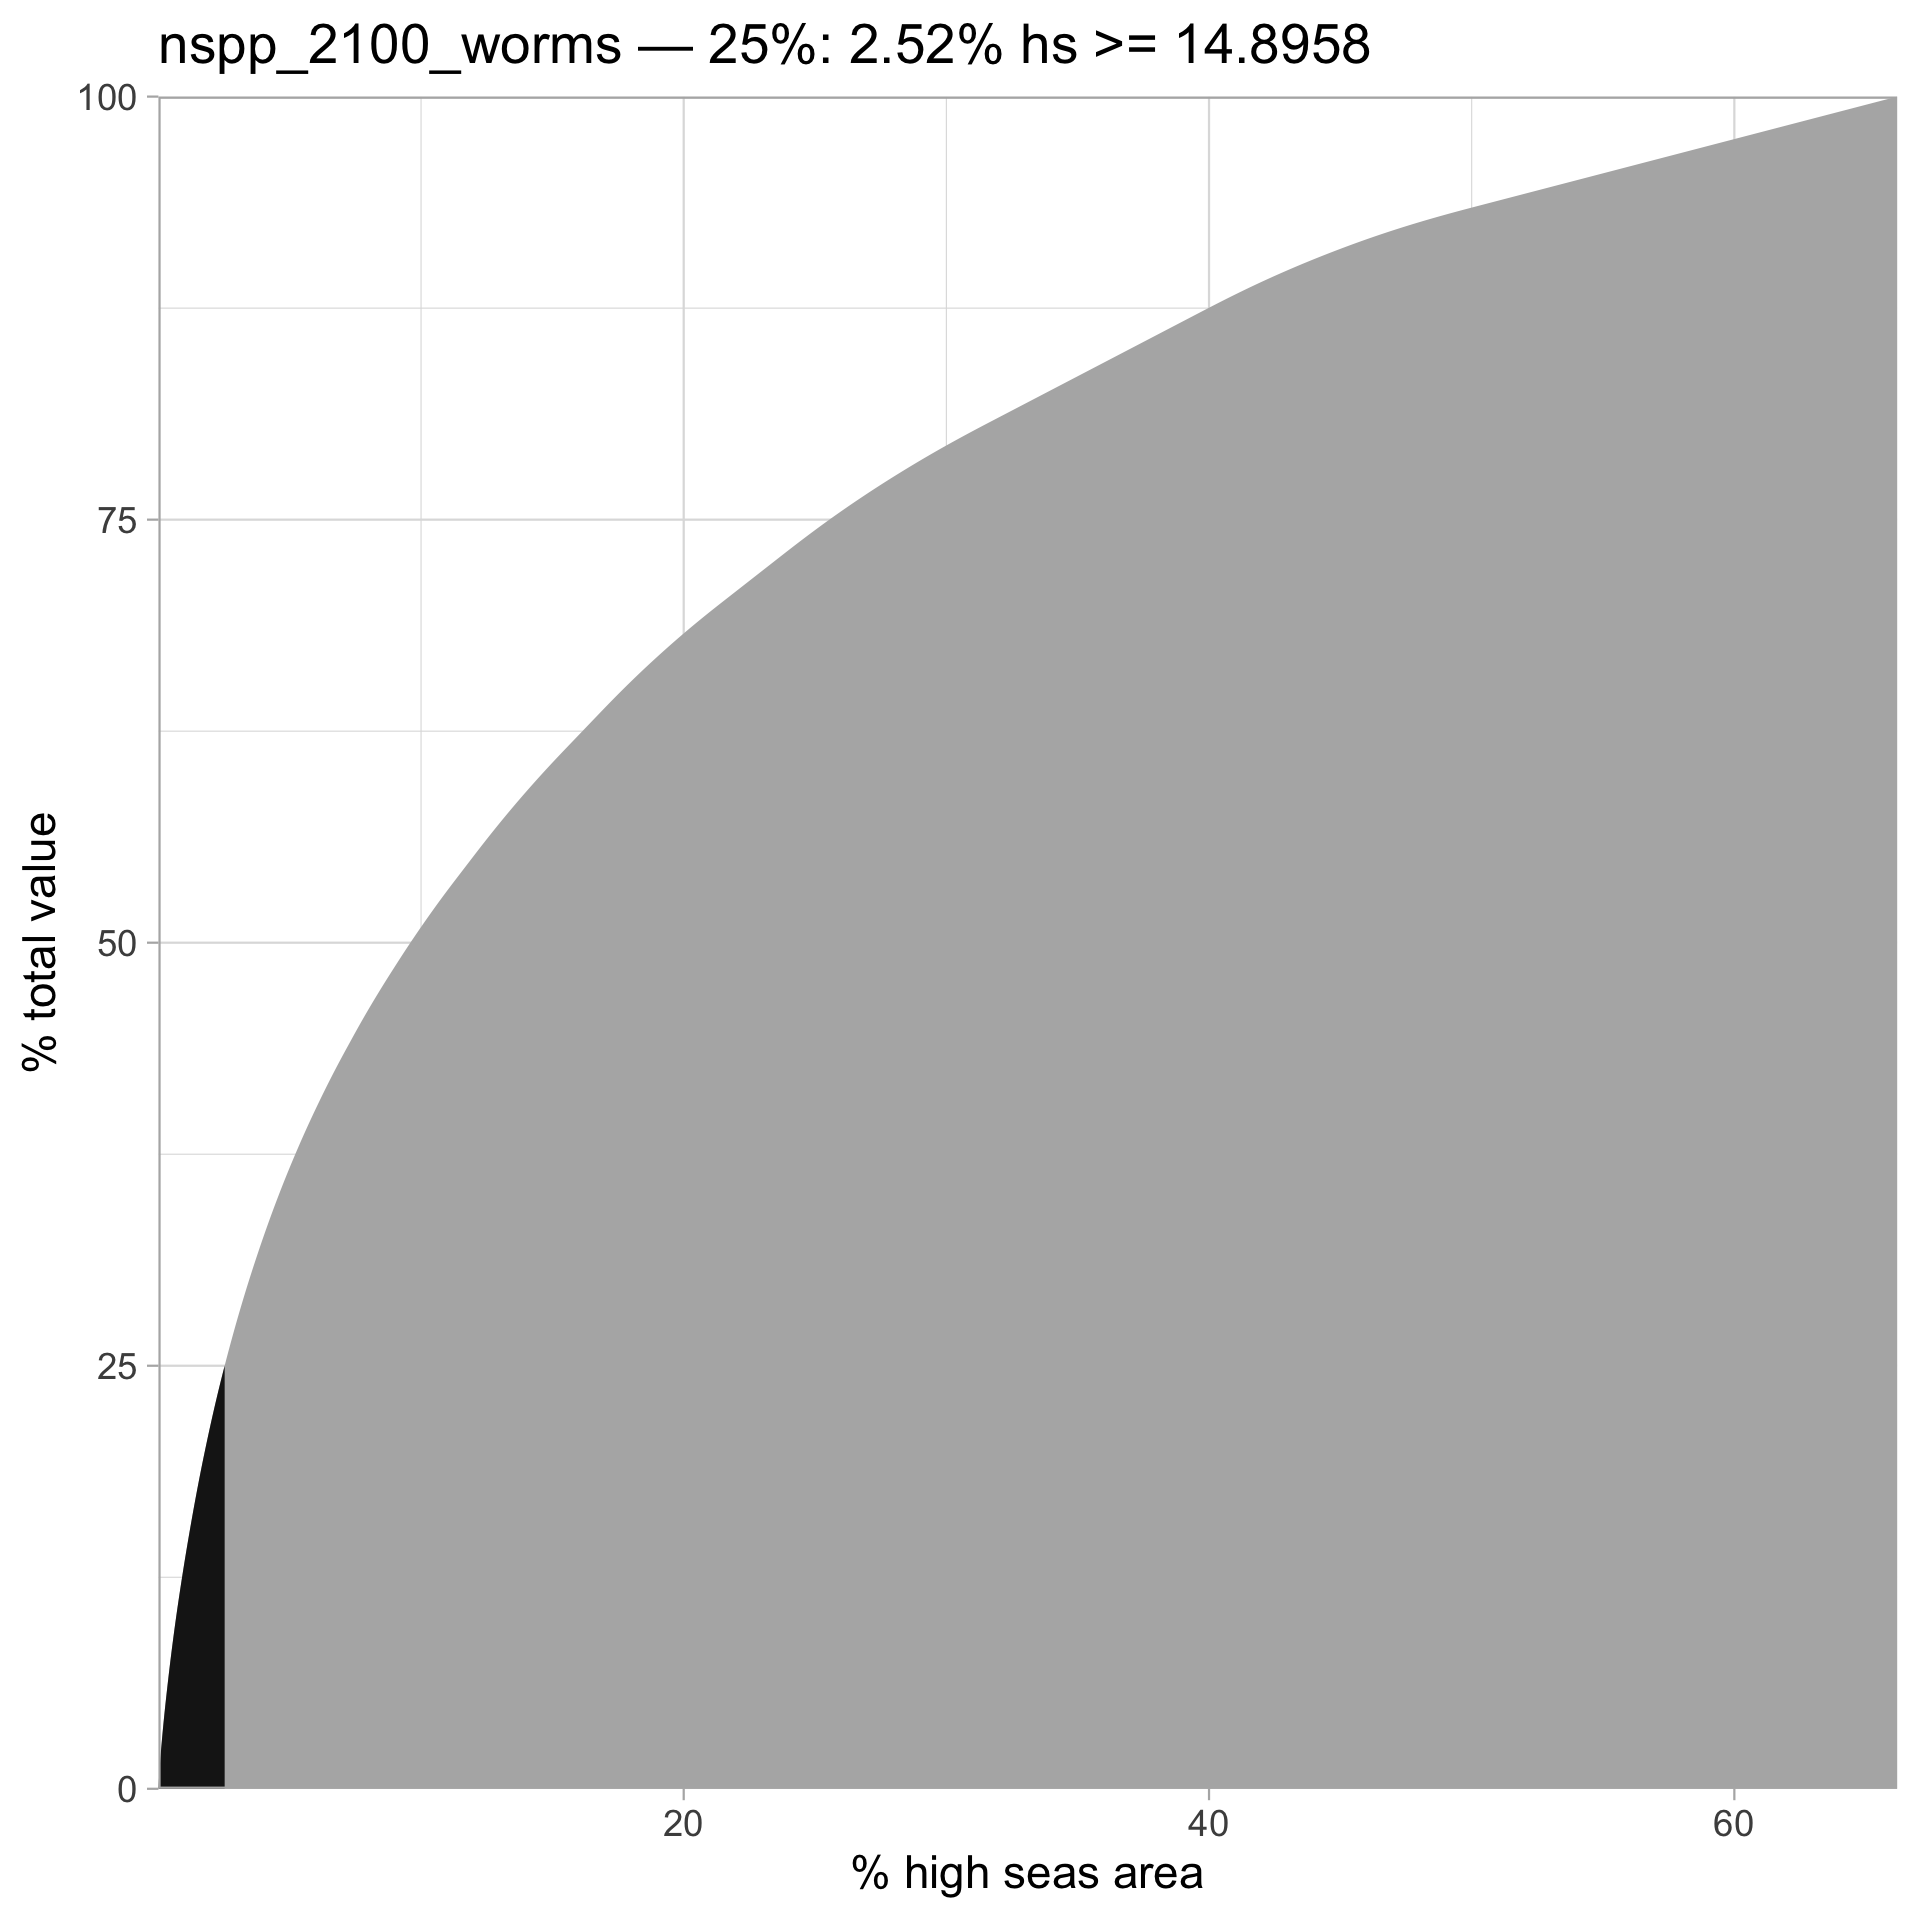 nspp_2100_worms — 25%: 2.52% hs >= 14.8958
100
75
50
25
0
% total value
20 40 60
% high seas area